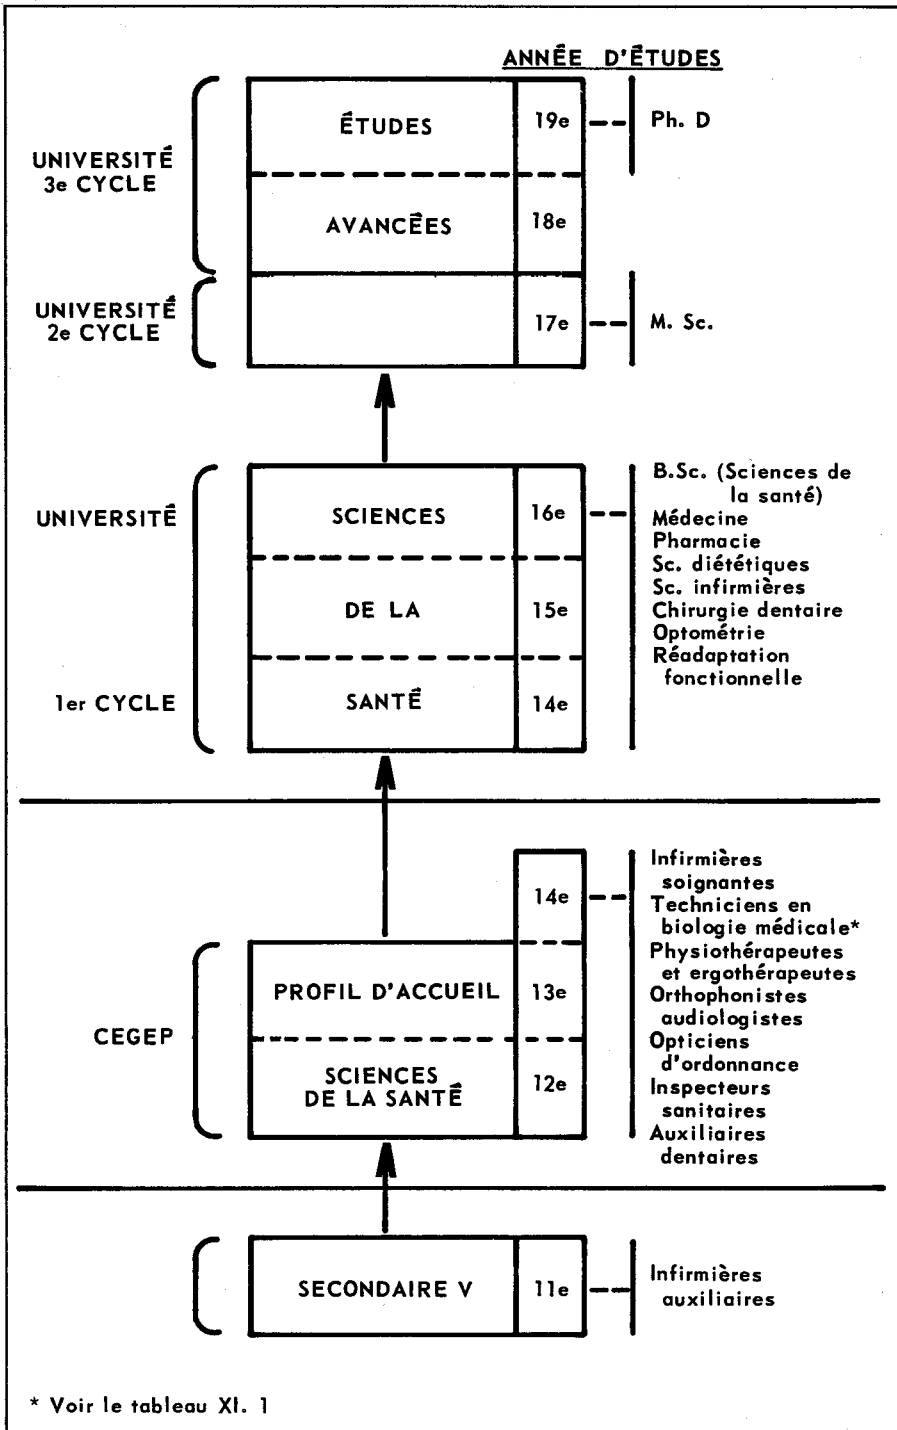 ANNÉE D'ÉTUDES
UNIVERSITÉ
3e CYCLE
ÉTUDES
19e
Ph. D
AVANCÉES
18e
UNIVERSITÉ
2e CYCLE
17e
M. Sc.
UNIVERSITÉ
1er CYCLE
SCIENCES
16e
DE LA
15e
SANTÉ
14e
B.Sc. (Sciences de
la santé)
Médecine
Pharmacie
Sc. diététiques
Sc. infirmières
Chirurgie dentaire
Optométrie
Réadaptation
fonctionnelle
CEGEP
14e
PROFIL D'ACCUEIL
13e
SCIENCES
DE LA SANTÉ
12e
Infirmières
soignantes
Techniciens en
biologie médicale*
Physiothérapeutes
et ergothérapeutes
Orthophonistes
audiologistes
Opticiens
d'ordonnance
Inspecteurs
sanitaires
Auxiliaires
dentaires
SECONDAIRE V
11e
Infirmières
auxiliaires
* Voir le tableau XI. 1